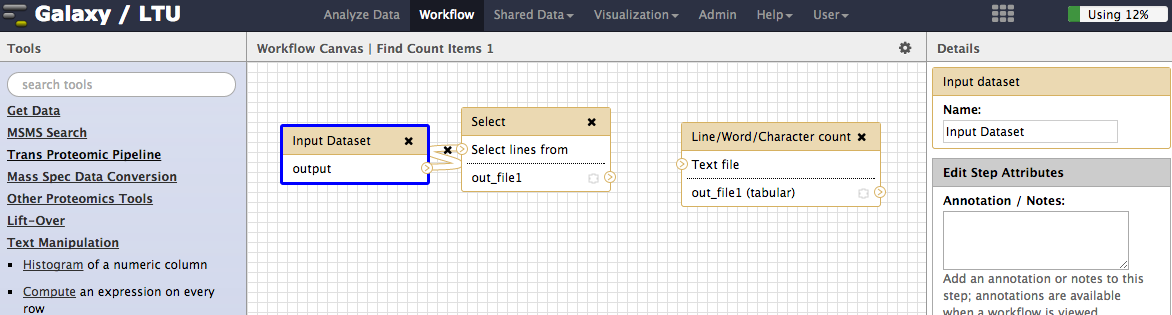 Galaxy / LTU
Analyze Data Workflow Shared Data Visualization Admin Help User Using 12%
Tools
search tools
Get Data
MSMS Search
Trans Proteomic Pipeline
Mass Spec Data Conversion
Other Proteomics Tools
Lift-Over
Text Manipulation
Histogram of a numeric column
Compute an expression on every
row
Workflow Canvas | Find Count Items 1
Input Dataset
output
Select
Select lines from
out_file1
Line/Word/Character count
Text file
out_file1 (tabular)
Details
Input dataset
Name:
Input Dataset
Edit Step Attributes
Annotation / Notes:
Add an annotation or notes to this
step; annotations are available
when a workflow is viewed